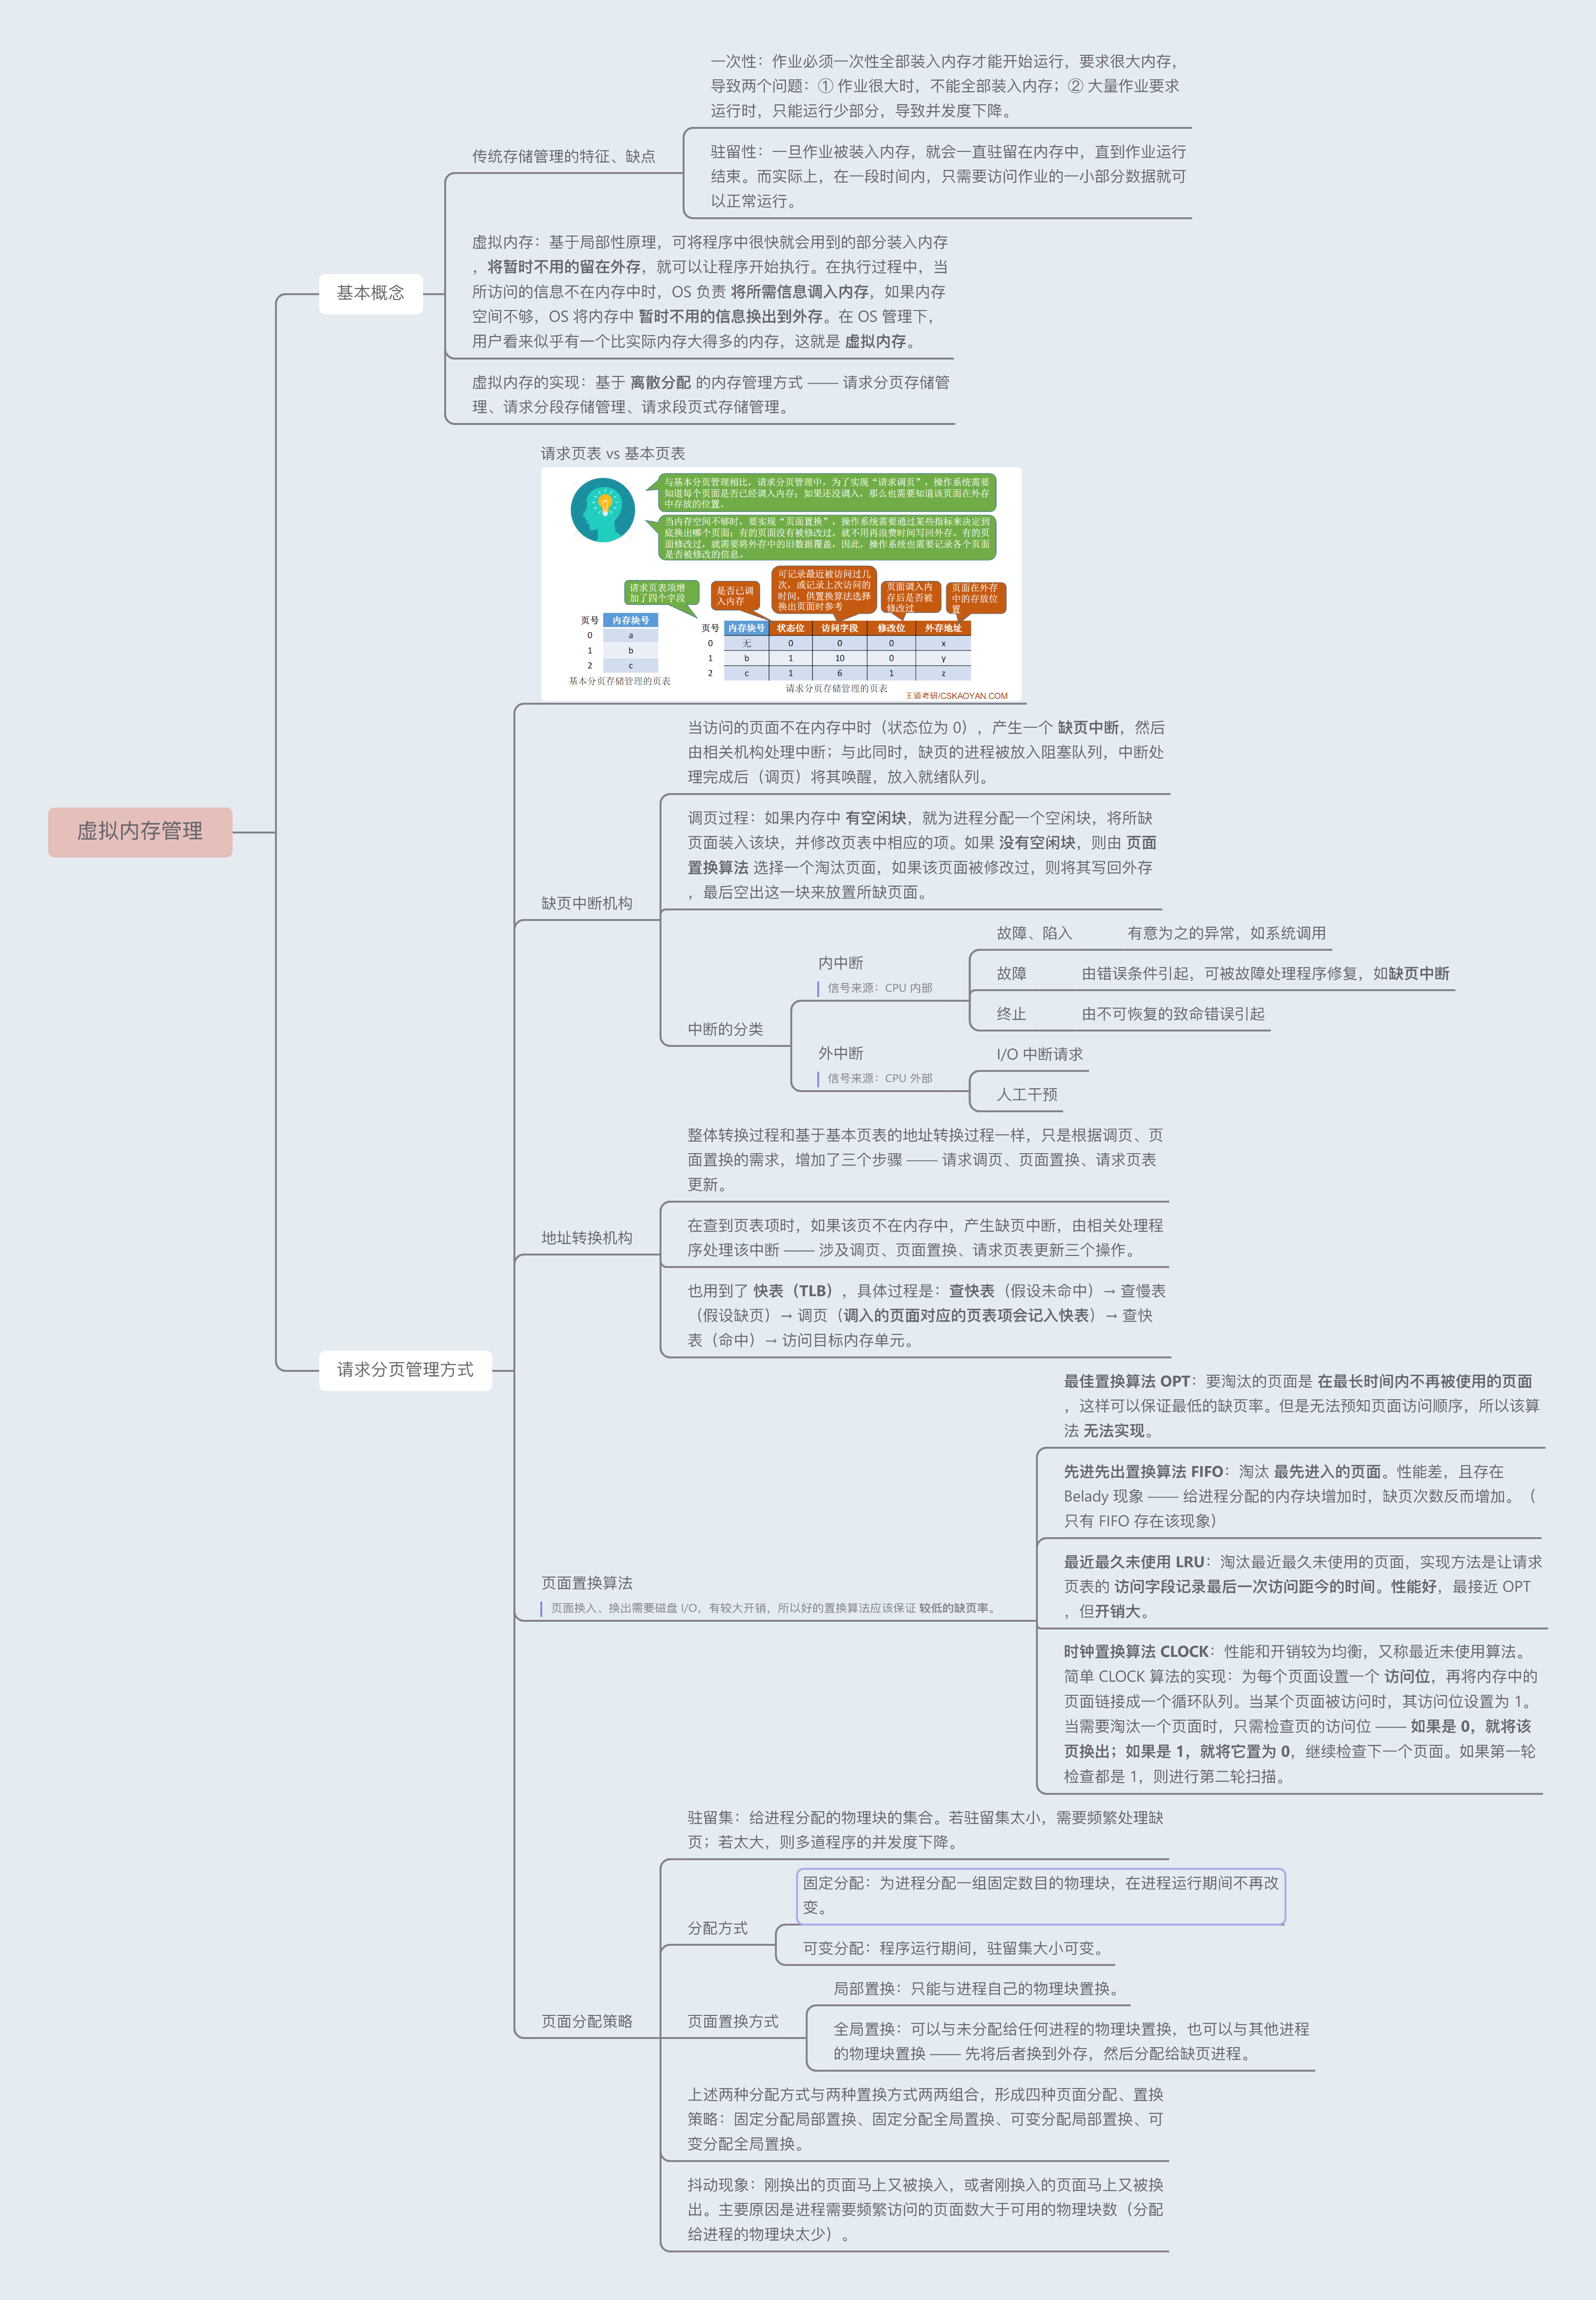 一次性：作业必须一次性全部装入内存才能开始运行，要求很大内存，
导致两个问题：① 作业很大时，不能全部装入内存；② 大量作业要求
运行时，只能运行少部分，导致并发度下降。
传统存储管理的特征、缺点
驻留性：一旦作业被装入内存，就会一直驻留在内存中，直到作业运行
结束。而实际上，在一段时间内，只需要访问作业的一小部分数据就可
以正常运行。
虚拟内存：基于局部性原理，可将程序中很快就会用到的部分装入内存
，将暂时不用的留在外存，就可以让程序开始执行。在执行过程中，当
所访问的信息不在内存中时，OS 负责 将所需信息调入内存，如果内存
空间不够，OS 将内存中 暂时不用的信息换出到外存。在 OS 管理下，
用户看来似乎有一个比实际内存大得多的内存，这就是 虚拟内存。
基本概念
虚拟内存的实现：基于 离散分配 的内存管理方式 —— 请求分页存储管
理、请求分段存储管理、请求段页式存储管理。
请求页表 vs 基本页表
与基本分页管理相比，请求分页管理中，为了实现“请求调页”，操作系统需要
知道每个页面是否已经调入内存；如果还没调入，那么也需要知道该页面在外存
中存放的位置。
当内存空间不够时，要实现“页面置换”，操作系统需要通过某些指标来决定到
底换出哪个页面；有的页面没有被修改过，就不用再浪费时间写回外存。有的页
面修改过，就需要将外存中的旧数据覆盖，因此，操作系统也需要记录各个页面
是否被修改的信息。
请求页表项增
加了四个字段
是否已调
入内存
可记录最近被访问过几
次，或记录上次访问的
时间，供置换算法选择
换出页面时参考
页面调入内
存后是否被
修改过
页面在外存
中的存放位
置
页号 内存块号
0 a
1 b
2 c
基本分页存储管理的页表
页号 内存块号 状态位 访问字段 修改位 外存地址
0 无 0 0 0 x
1 b 1 10 0 y
2 c 1 6 1 z
请求分页存储管理的页表
王道考研/CSKAOYAN.COM
当访问的页面不在内存中时（状态位为 0），产生一个 缺页中断，然后
由相关机构处理中断；与此同时，缺页的进程被放入阻塞队列，中断处
理完成后（调页）将其唤醒，放入就绪队列。
虚拟内存管理
调页过程：如果内存中 有空闲块，就为进程分配一个空闲块，将所缺
页面装入该块，并修改页表中相应的项。如果 没有空闲块，则由 页面
置换算法 选择一个淘汰页面，如果该页面被修改过，则将其写回外存
，最后空出这一块来放置所缺页面。
缺页中断机构
中断的分类
内中断
信号来源：CPU 内部
故障、陷入 有意为之的异常，如系统调用
故障 由错误条件引起，可被故障处理程序修复，如缺页中断
终止 由不可恢复的致命错误引起
外中断
信号来源：CPU 外部
I/O 中断请求
人工干预
整体转换过程和基于基本页表的地址转换过程一样，只是根据调页、页
面置换的需求，增加了三个步骤 —— 请求调页、页面置换、请求页表
更新。
地址转换机构
在查到页表项时，如果该页不在内存中，产生缺页中断，由相关处理程
序处理该中断 —— 涉及调页、页面置换、请求页表更新三个操作。
也用到了 快表（TLB），具体过程是：查快表（假设未命中）→ 查慢表
（假设缺页）→ 调页（调入的页面对应的页表项会记入快表）→ 查快
表（命中）→ 访问目标内存单元。
请求分页管理方式
最佳置换算法 OPT：要淘汰的页面是 在最长时间内不再被使用的页面
，这样可以保证最低的缺页率。但是无法预知页面访问顺序，所以该算
法 无法实现。
先进先出置换算法 FIFO：淘汰 最先进入的页面。性能差，且存在
Belady 现象 —— 给进程分配的内存块增加时，缺页次数反而增加。（
只有 FIFO 存在该现象）
页面置换算法
页面换入、换出需要磁盘 I/O，有较大开销，所以好的置换算法应该保证 较低的缺页率。
最近最久未使用 LRU：淘汰最近最久未使用的页面，实现方法是让请求
页表的 访问字段记录最后一次访问距今的时间。性能好，最接近 OPT
，但开销大。
时钟置换算法 CLOCK：性能和开销较为均衡，又称最近未使用算法。
简单 CLOCK 算法的实现：为每个页面设置一个 访问位，再将内存中的
页面链接成一个循环队列。当某个页面被访问时，其访问位设置为 1。
当需要淘汰一个页面时，只需检查页的访问位 —— 如果是 0，就将该
页换出；如果是 1，就将它置为 0，继续检查下一个页面。如果第一轮
检查都是 1，则进行第二轮扫描。
驻留集：给进程分配的物理块的集合。若驻留集太小，需要频繁处理缺
页；若太大，则多道程序的并发度下降。
分配方式
固定分配：为进程分配一组固定数目的物理块，在进程运行期间不再改
变。
可变分配：程序运行期间，驻留集大小可变。
页面分配策略
页面置换方式
局部置换：只能与进程自己的物理块置换。
全局置换：可以与未分配给任何进程的物理块置换，也可以与其他进程
的物理块置换 —— 先将后者换到外存，然后分配给缺页进程。
上述两种分配方式与两种置换方式两两组合，形成四种页面分配、置换
策略：固定分配局部置换、固定分配全局置换、可变分配局部置换、可
变分配全局置换。
抖动现象：刚换出的页面马上又被换入，或者刚换入的页面马上又被换
出。主要原因是进程需要频繁访问的页面数大于可用的物理块数（分配
给进程的物理块太少）。